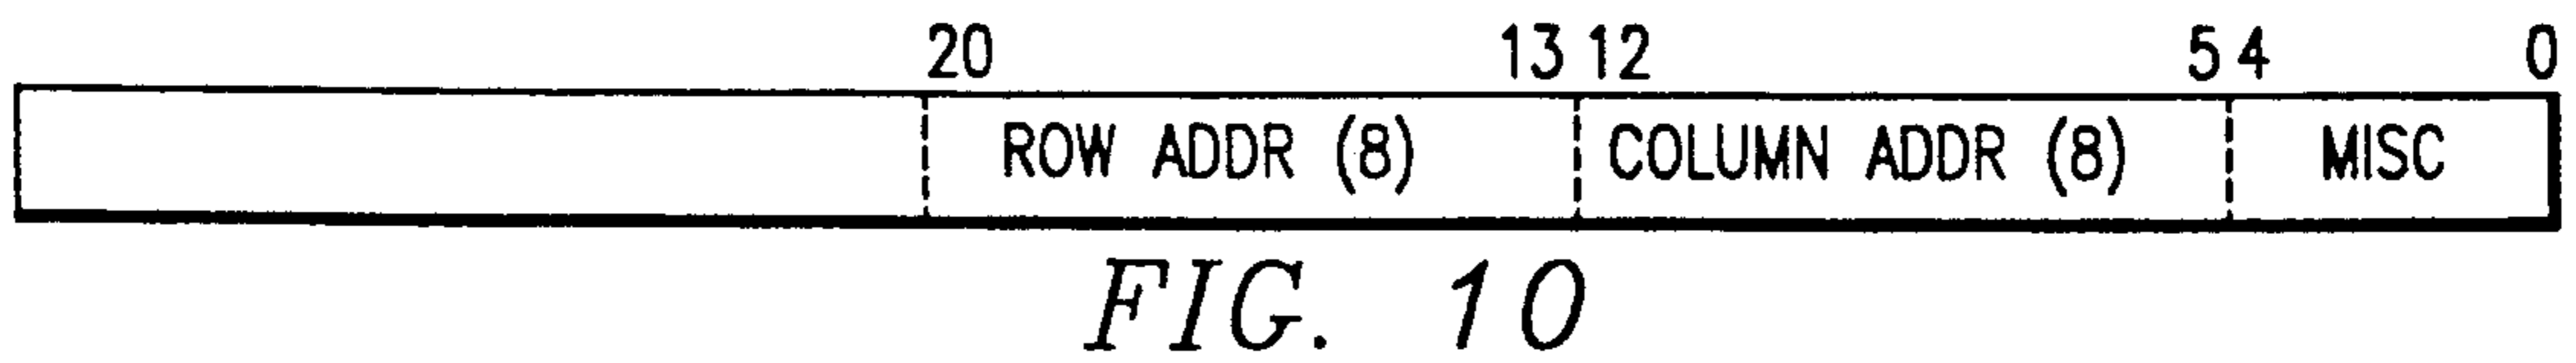 20 13 12 5 4 0
ROW ADDR (8) COLUMN ADDR (8) MISC
FIG. 10